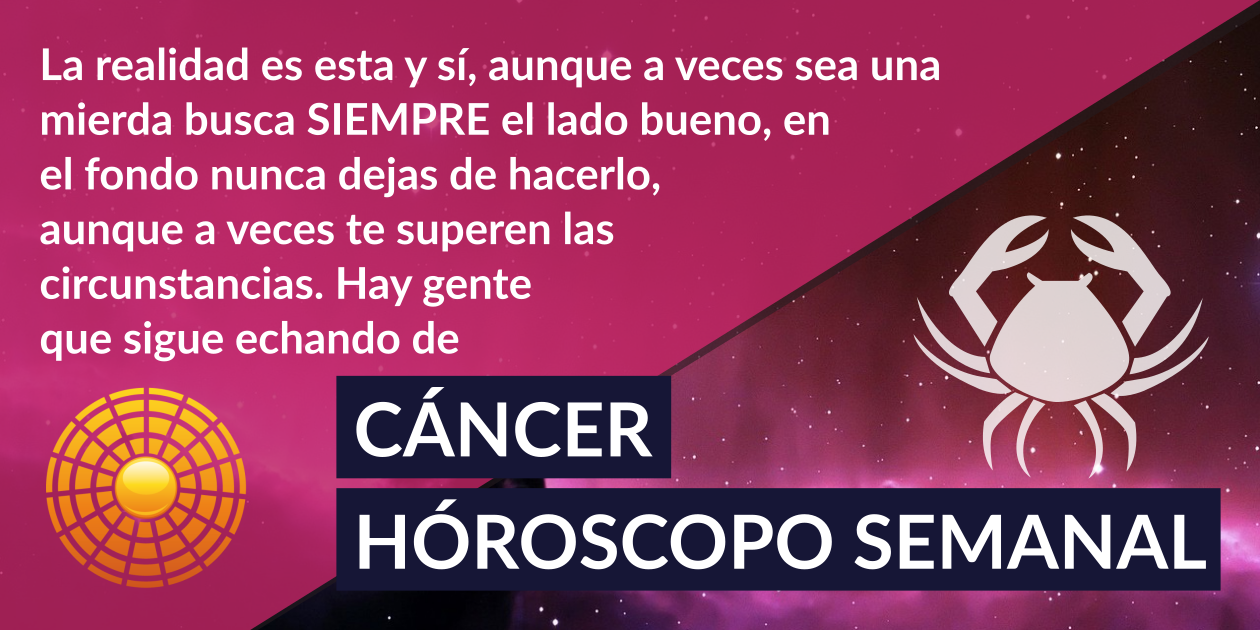 La realidad es esta y sí, aunque a veces sea una
mierda busca SIEMPRE el lado bueno, en
el fondo nunca dejas de hacerlo,
aunque a veces te superen las
circunstancias. Hay gente
que sigue echando de
CÁNCER
HÓROSCOPO SEMANAL